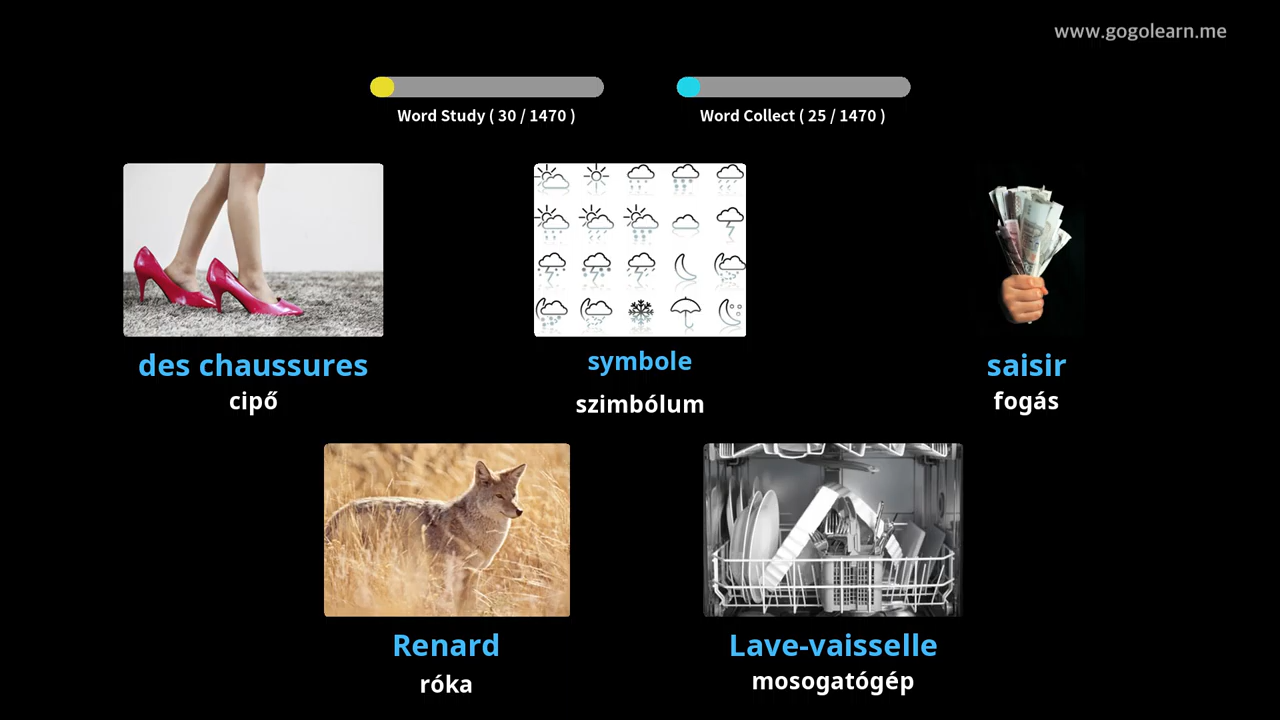 www.gogolearn.me
Word Study ( 30 / 1470 )
Word Collect ( 25 / 1470 )
des chaussures
cipő
symbole
szimbólum
saisir
fogás
Renard
róka
Lave-vaisselle
mosogatógép